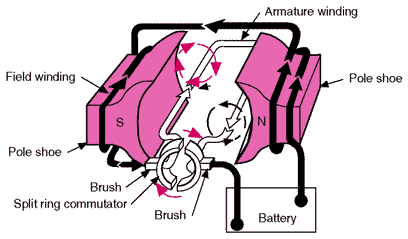 Armature winding
Field winding
Pole shoe
S
N
Pole shoe
Brush
Split ring commutator
Brush
Battery